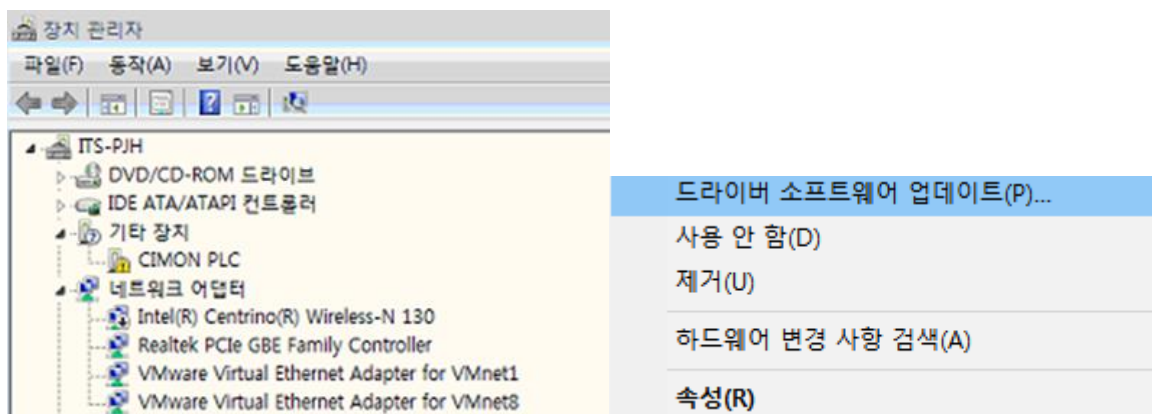 장치 관리자
파일(F) 동작(A) 보기(V) 도움말(H)
ITS-PJH
DVD/CD-ROM 드라이브
IDE ATA/ATAPI 컨트롤러
기타 장치
CIMON PLC
네트워크 어댑터
Intel(R) Centrino(R) Wireless-N 130
Realtek PCIe GBE Family Controller
VMware Virtual Ethernet Adapter for VMnet1
VMware Virtual Ethernet Adapter for VMnet8
드라이버 소프트웨어 업데이트(P)...
사용 안 함(D)
제거(U)
하드웨어 변경 사항 검색(A)
속성(R)